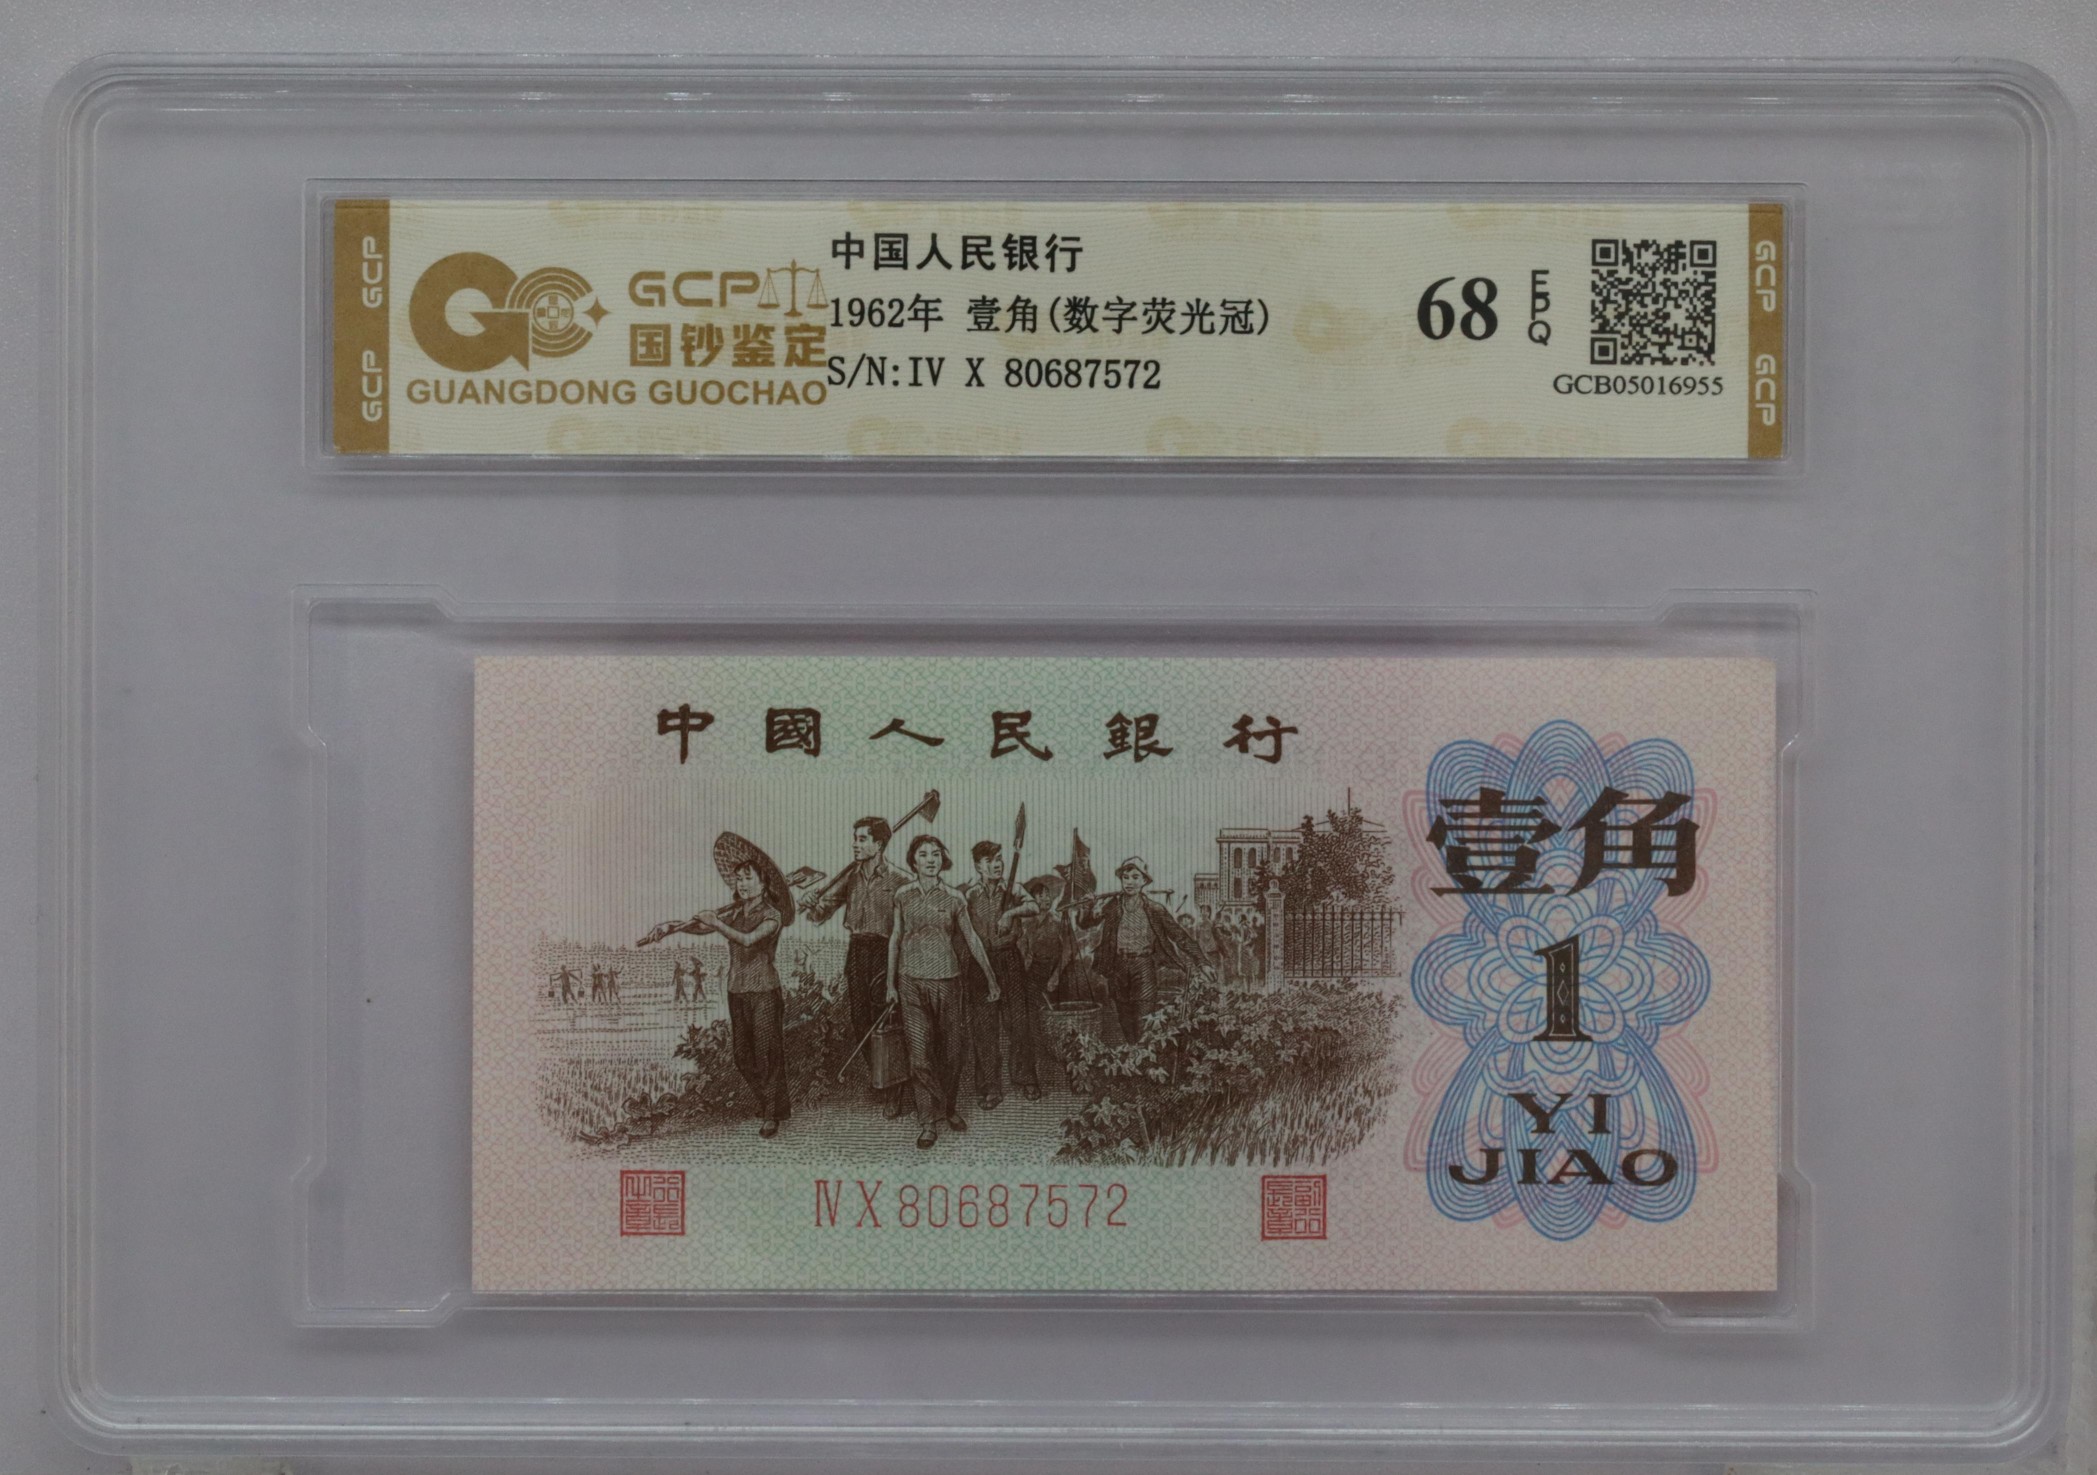 GCP
GCP
GCP
国钞鉴定
GUANGDONG GUOCHAO
中国人民银行
1962年 壹角(数字荧光冠)
S/N:IV X 80687572
68
EPQ
GCB05016955
GCP
GCP
中國人民銀行
壹角
1
YI
JIAO
IV X 80687572